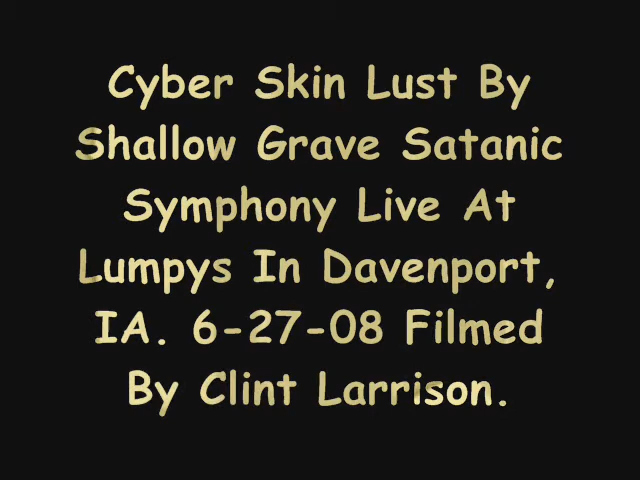 Cyber Skin Lust By
Shallow Grave Satanic
Symphony Live At
Lumpys In Davenport,
IA. 6-27-08 Filmed
By Clint Larrison.